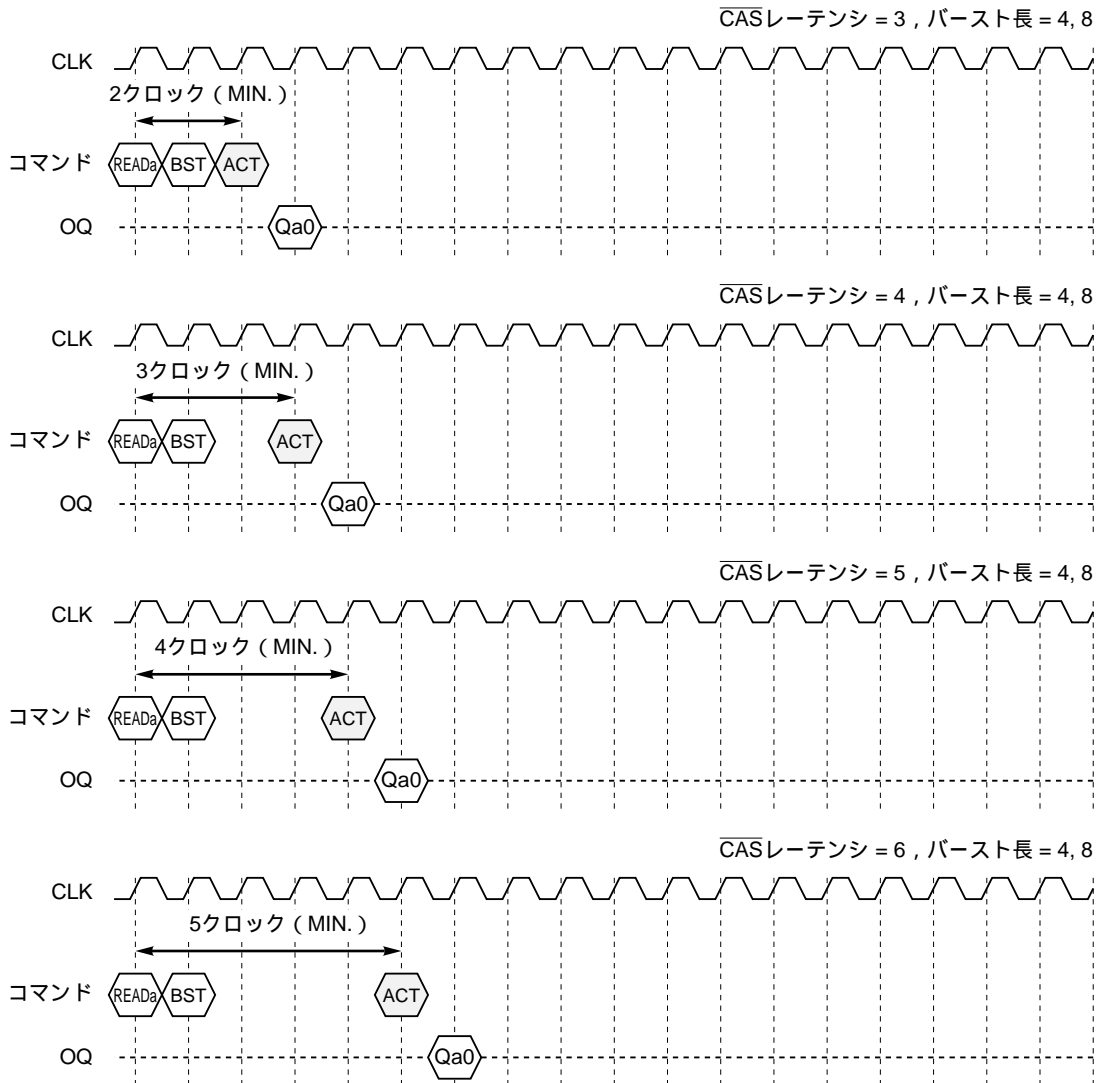 CASレーテンシ = 3 , バースト長 = 4, 8
CLK
2クロック ( MIN. )
コマンド READa BST ACT
OQ Qa0
CASレーテンシ = 4 , バースト長 = 4, 8
CLK
3クロック ( MIN. )
コマンド READa BST ACT
OQ Qa0
CASレーテンシ = 5 , バースト長 = 4, 8
CLK
4クロック ( MIN. )
コマンド READa BST ACT
OQ Qa0
CASレーテンシ = 6 , バースト長 = 4, 8
CLK
5クロック ( MIN. )
コマンド READa BST ACT
OQ Qa0